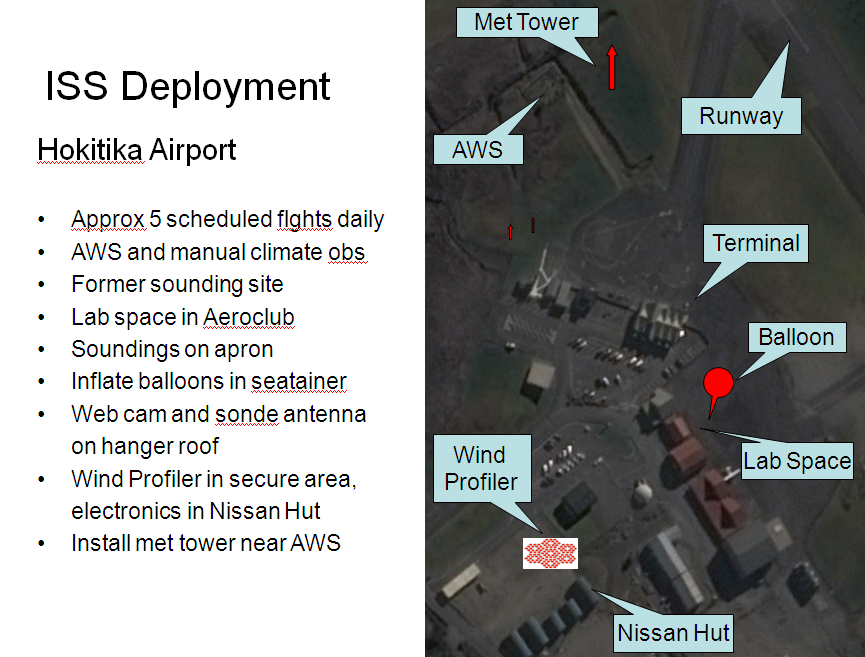 ISS Deployment
Hokitika Airport
• Approx 5 scheduled flghts daily
• AWS and manual climate obs
• Former sounding site
• Lab space in Aeroclub
• Soundings on apron
• Inflate balloons in seatainer
• Web cam and sonde antenna
on hanger roof
• Wind Profiler in secure area,
electronics in Nissan Hut
• Install met tower near AWS
Met Tower
Runway
AWS
Terminal
Balloon
Wind
Profiler
Lab Space
Nissan Hut